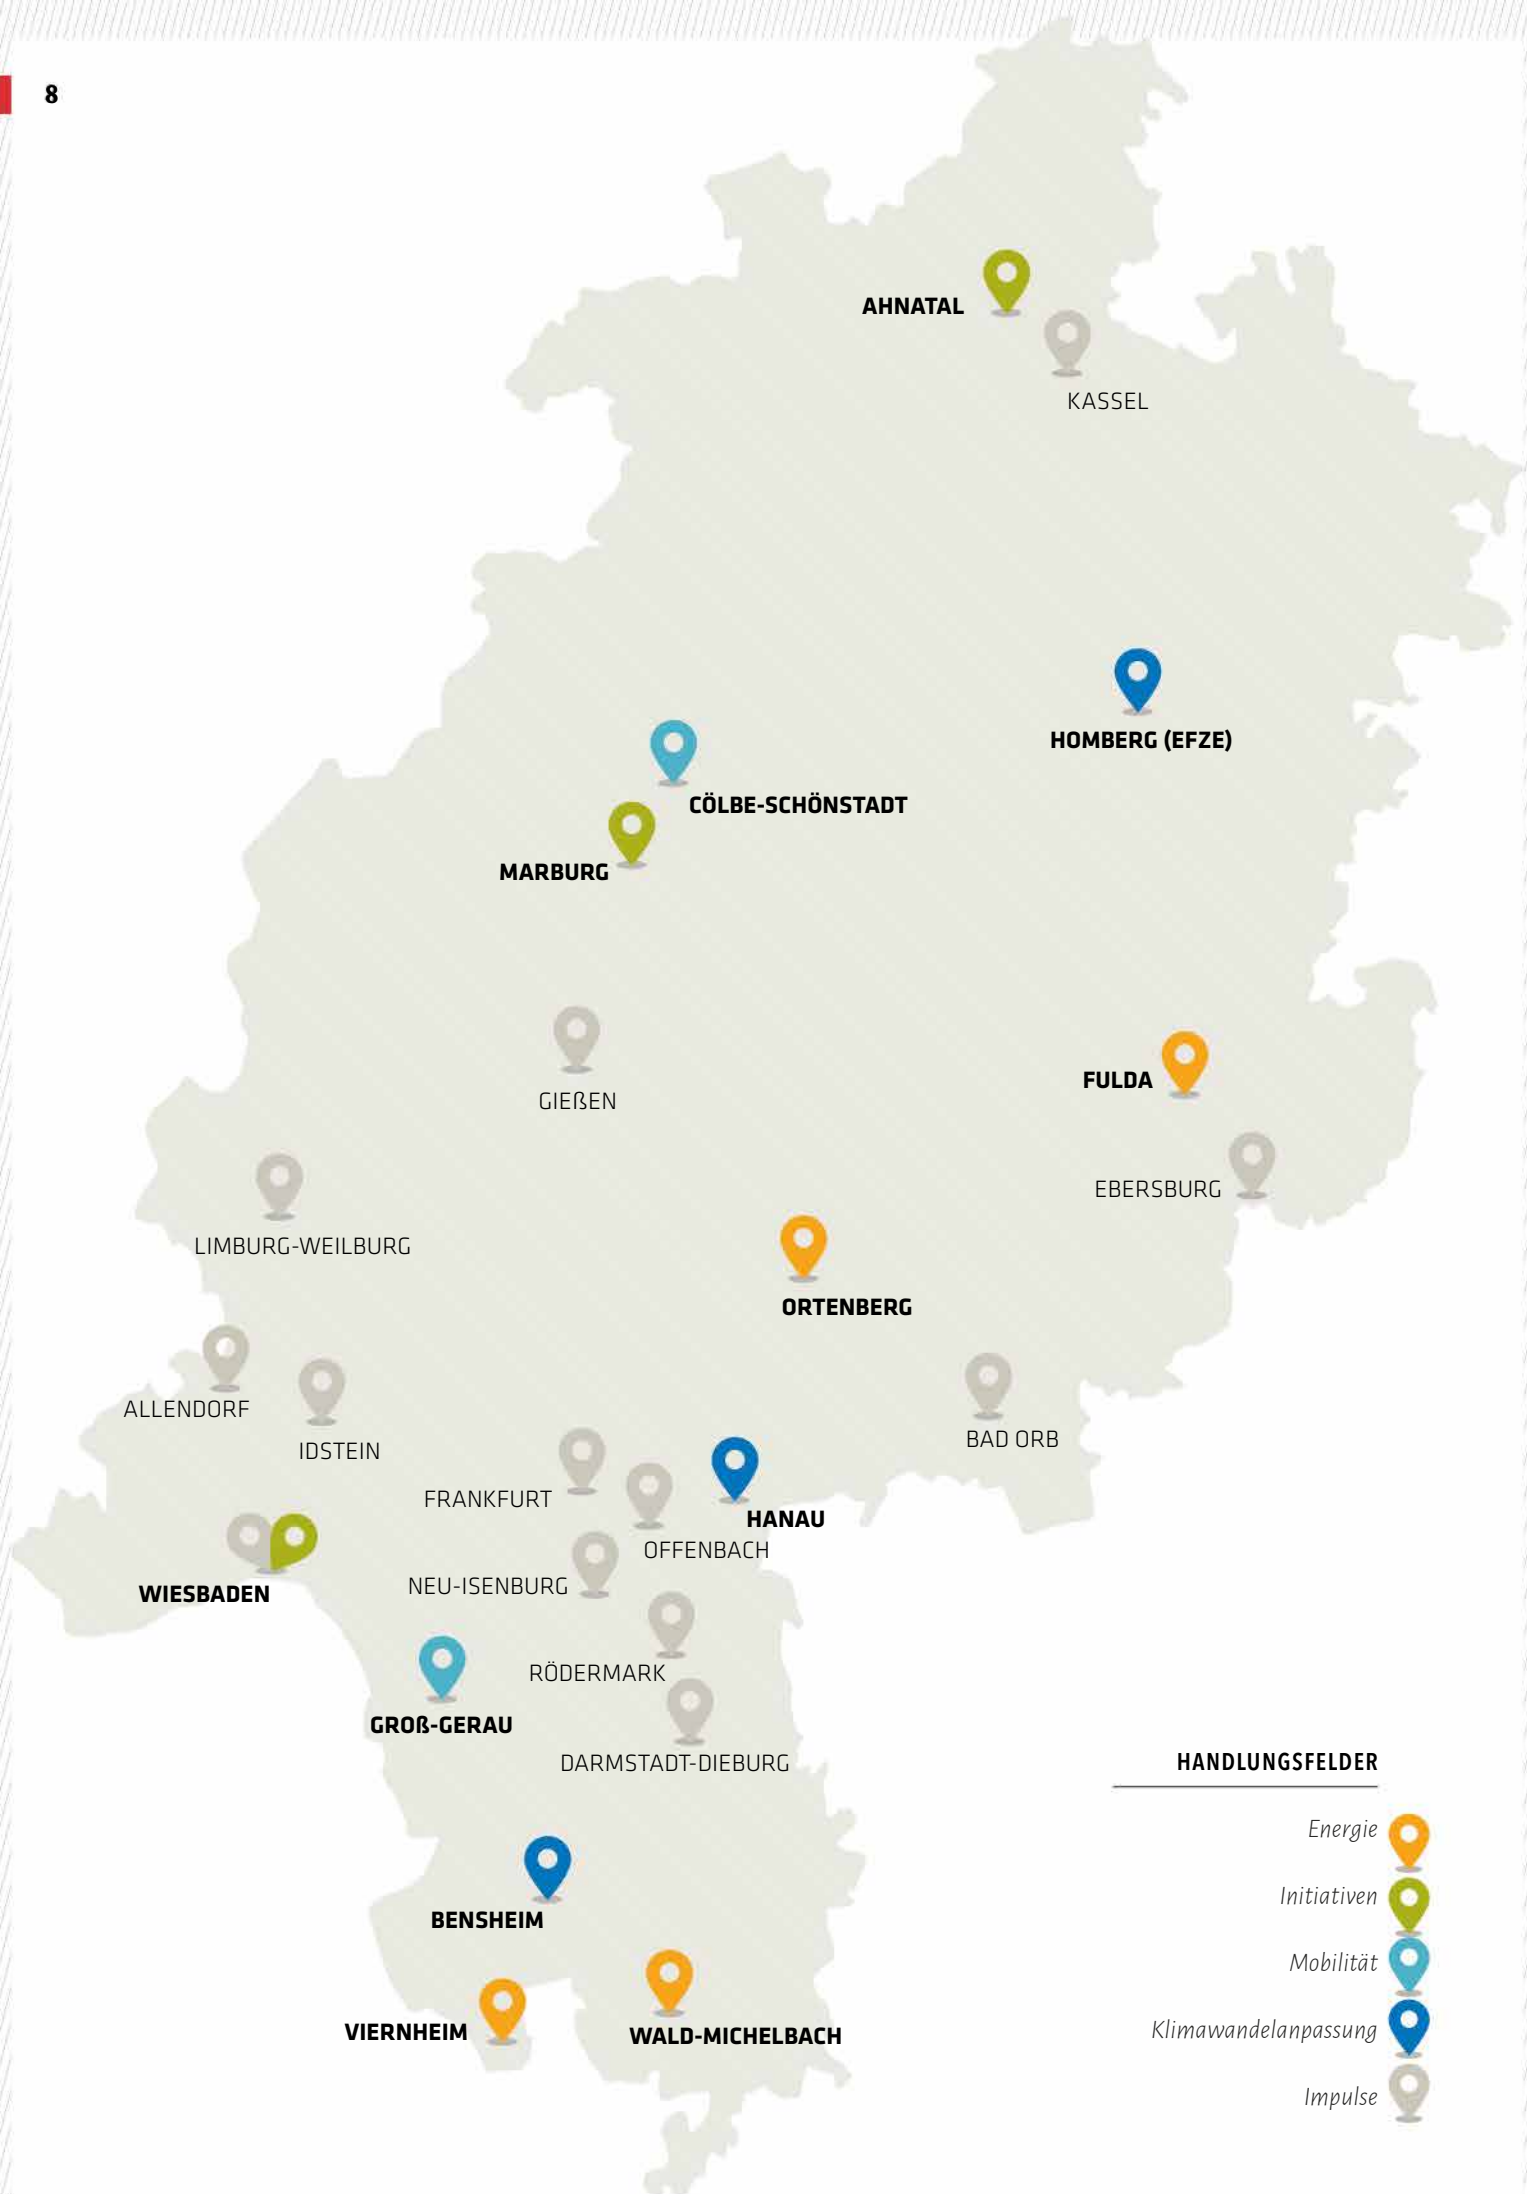 8
AHNATAL
KASSEL
HOMBERG (EFZE)
CÖLBE-SCHÖNSTADT
MARBURG
GIEßEN
FULDA
EBERSBURG
LIMBURG-WEILBURG
ORTENBERG
ALLENDORF
IDSTEIN
BAD ORB
FRANKFURT
HANAU
OFFENBACH
NEU-ISENBURG
WIESBADEN
RÖDERMARK
GROß-GERAU
DARMSTADT-DIEBURG
BENSHEIM
VIERNHEIM
WALD-MICHELBACH
HANDLUNGSFELDER
Energie
Initiativen
Mobilität
Klimawandelanpassung
Impulse